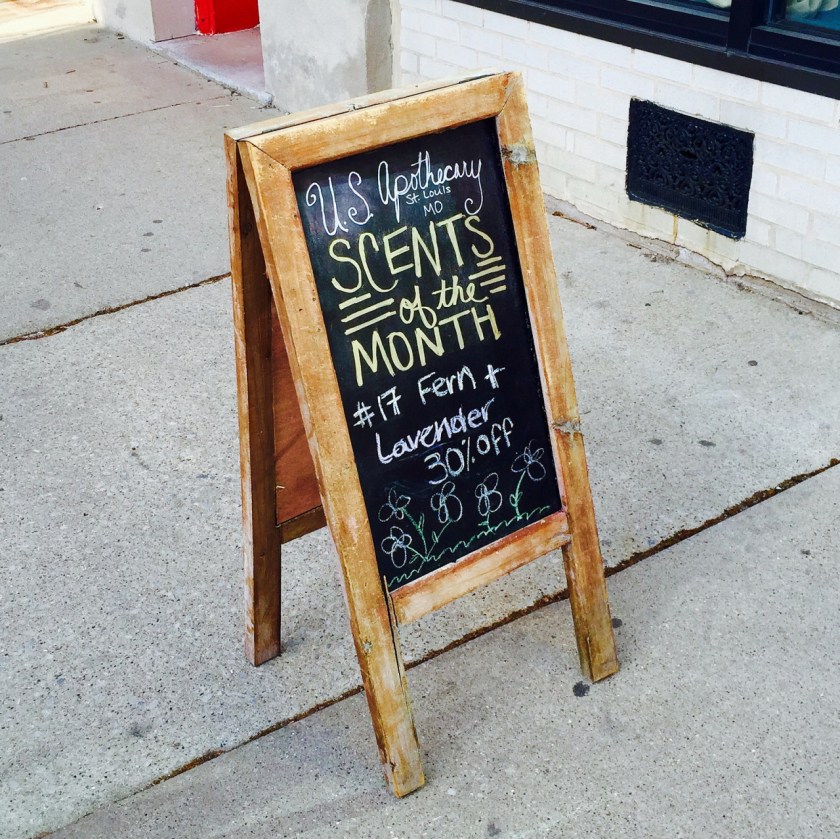 U.S. Apothecary
St. Louis
MO
SCENTS
of the
MONTH
#17 Fern +
Lavender
30% off